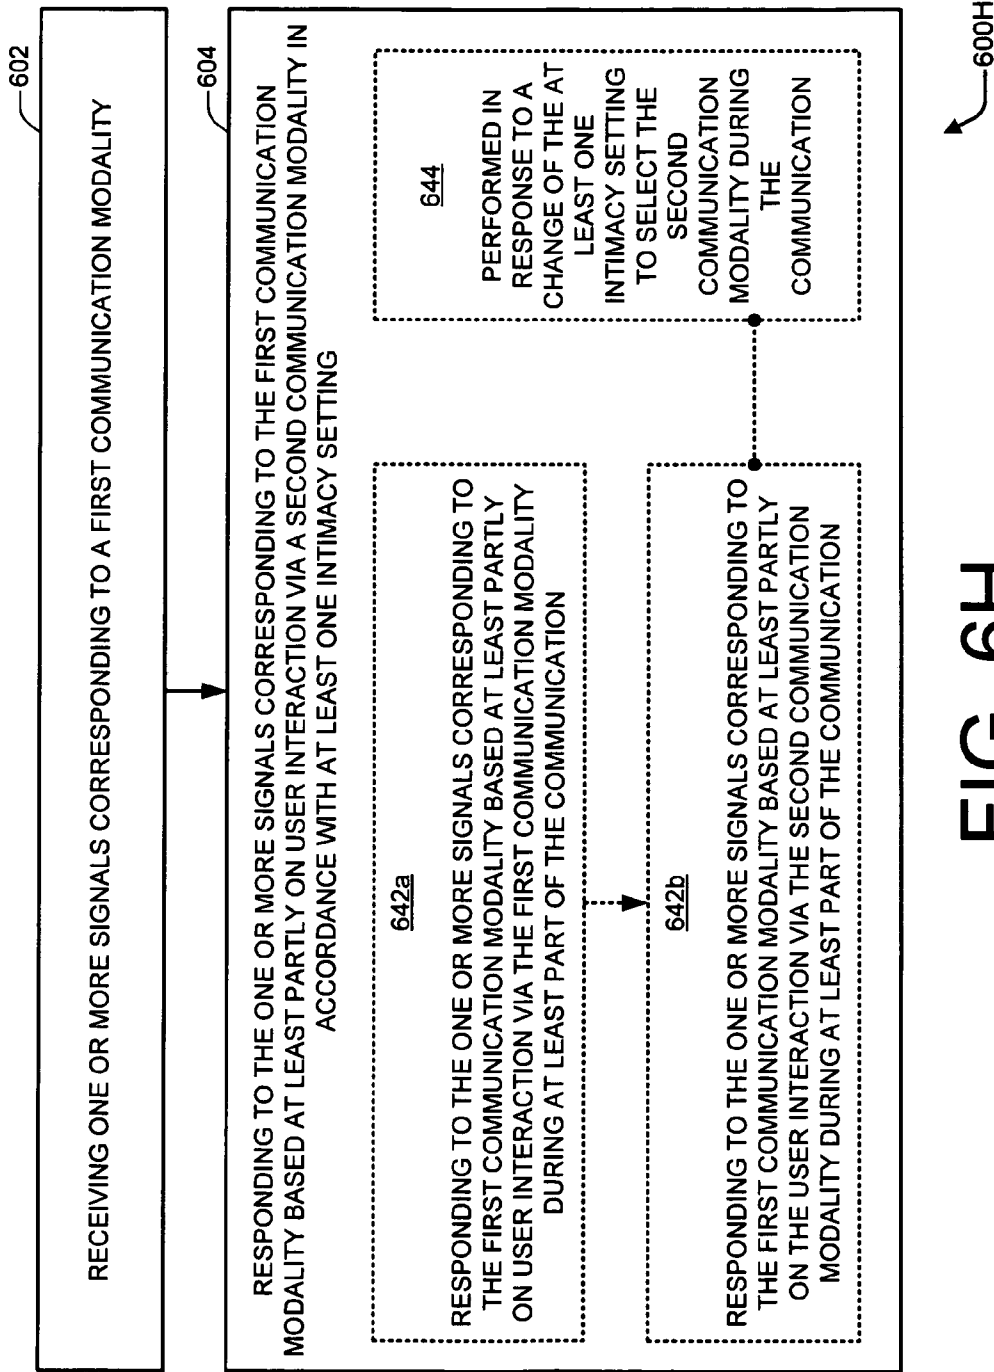 602
RECEIVING ONE OR MORE SIGNALS CORRESPONDING TO A FIRST COMMUNICATION MODALITY
604
RESPONDING TO THE ONE OR MORE SIGNALS CORRESPONDING TO THE FIRST COMMUNICATION
MODALITY BASED AT LEAST PARTLY ON USER INTERACTION VIA A SECOND COMMUNICATION MODALITY IN
ACCORDANCE WITH AT LEAST ONE INTIMACY SETTING
642a
RESPONDING TO THE ONE OR MORE SIGNALS CORRESPONDING TO
THE FIRST COMMUNICATION MODALITY BASED AT LEAST PARTLY
ON USER INTERACTION VIA THE FIRST COMMUNICATION MODALITY
DURING AT LEAST PART OF THE COMMUNICATION
642b
RESPONDING TO THE ONE OR MORE SIGNALS CORRESPONDING TO
THE FIRST COMMUNICATION MODALITY BASED AT LEAST PARTLY
ON THE USER INTERACTION VIA THE SECOND COMMUNICATION
MODALITY DURING AT LEAST PART OF THE COMMUNICATION
644
PERFORMED IN
RESPONSE TO A
CHANGE OF THE AT
LEAST ONE
INTIMACY SETTING
TO SELECT THE
SECOND
COMMUNICATION
MODALITY DURING
THE
COMMUNICATION
600H
FIG. 6H